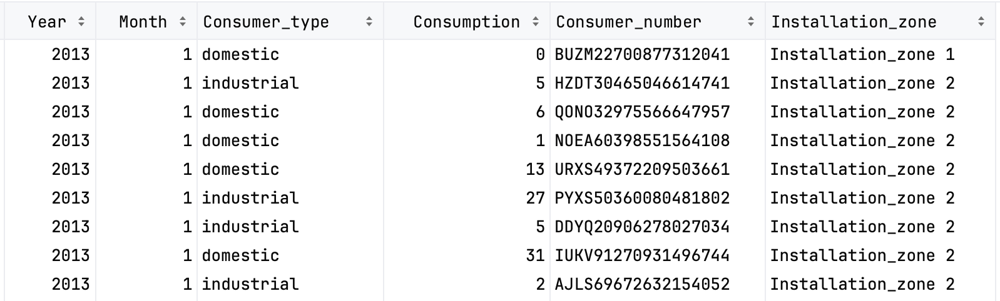 Year Month Consumer_type Consumption Consumer_number Installation_zone
2013 1 domestic 0 BUZM22700877312041 Installation_zone 1
2013 1 industrial 5 HZDT30465046614741 Installation_zone 2
2013 1 domestic 6 QONO32975566647957 Installation_zone 2
2013 1 domestic 1 NOEA60398551564108 Installation_zone 2
2013 1 domestic 13 URXS49372209503661 Installation_zone 2
2013 1 industrial 27 PYXS50360080481802 Installation_zone 2
2013 1 industrial 5 DDYQ20906278027034 Installation_zone 2
2013 1 domestic 31 IUKV91270931496744 Installation_zone 2
2013 1 industrial 2 AJLS69672632154052 Installation_zone 2